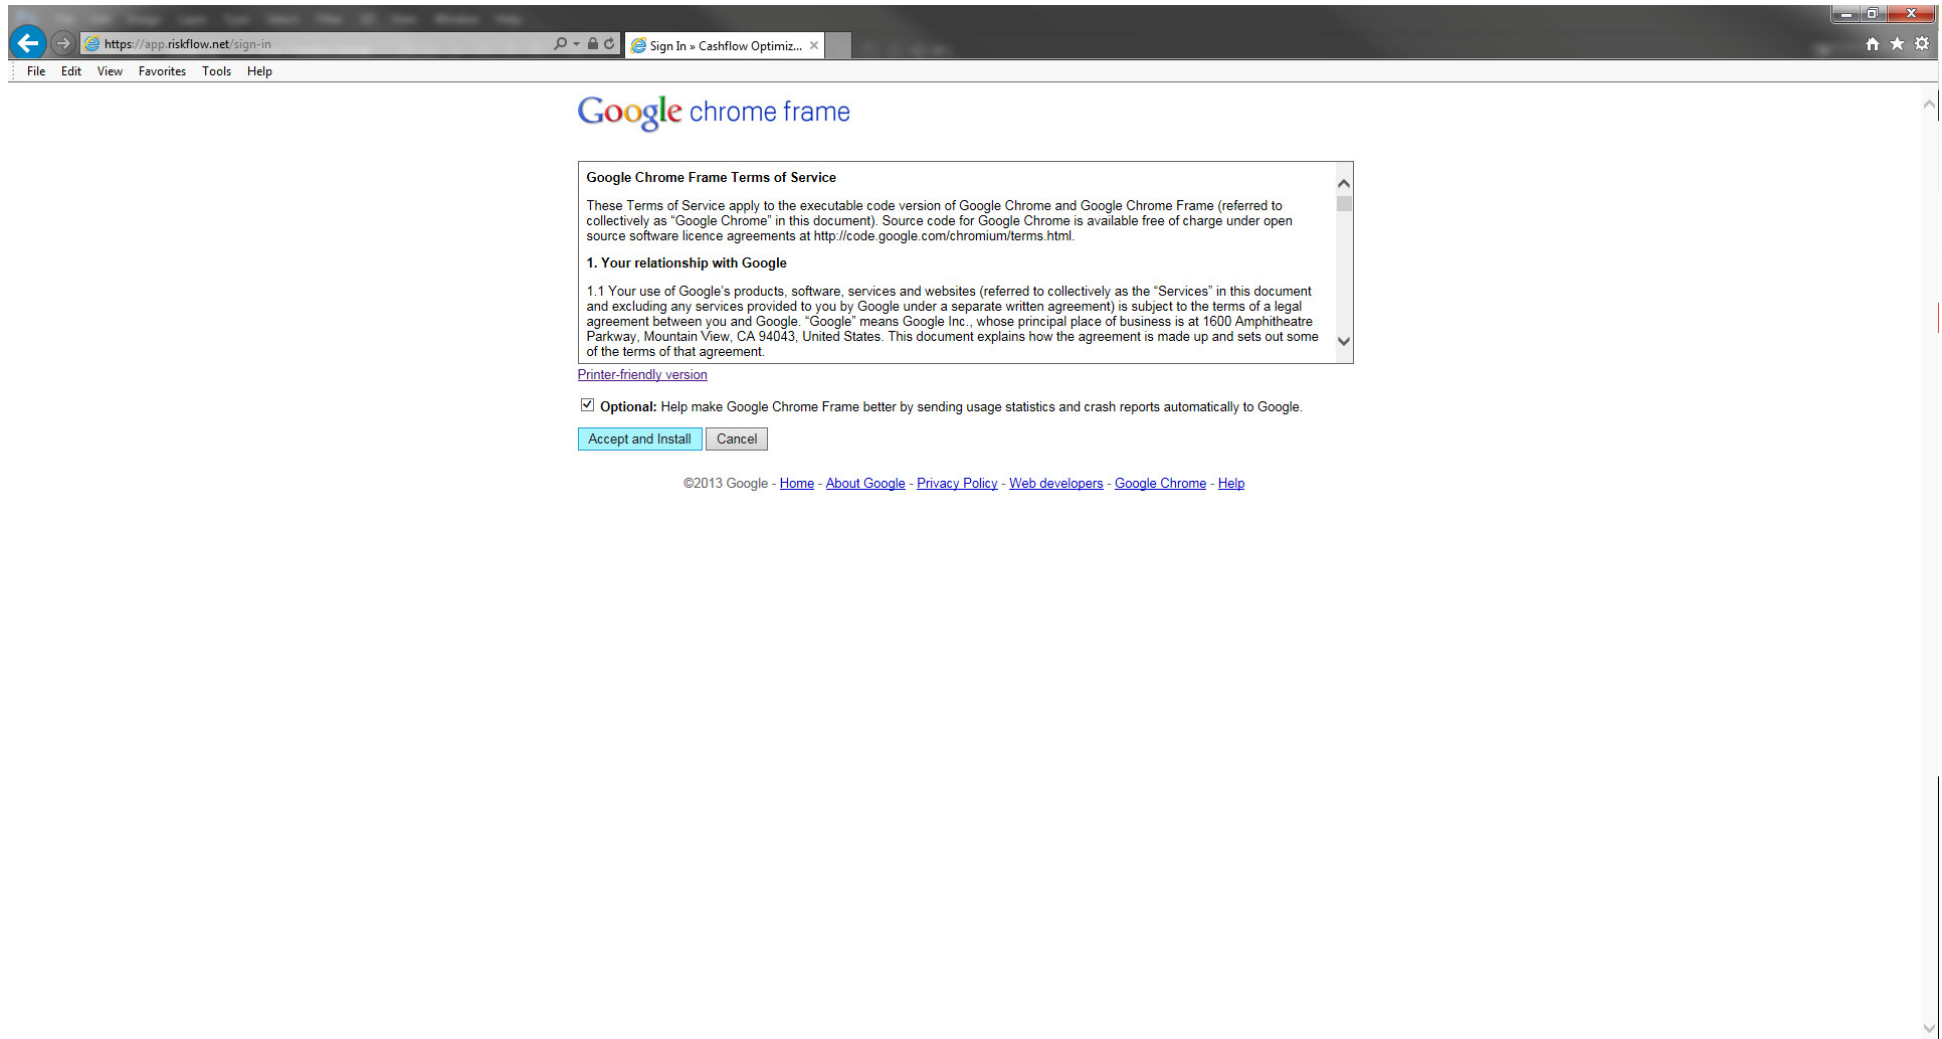 https://app.riskflow.net/sign-in
Sign In » Cashflow Optimiz...
File Edit View Favorites Tools Help
Google chrome frame
Google Chrome Frame Terms of Service
These Terms of Service apply to the executable code version of Google Chrome and Google Chrome Frame (referred to
collectively as “Google Chrome” in this document). Source code for Google Chrome is available free of charge under open
source software licence agreements at http://code.google.com/chromium/terms.html.
1. Your relationship with Google
1.1 Your use of Google’s products, software, services and websites (referred to collectively as the “Services” in this document
and excluding any services provided to you by Google under a separate written agreement) is subject to the terms of a legal
agreement between you and Google. “Google” means Google Inc., whose principal place of business is at 1600 Amphitheatre
Parkway, Mountain View, CA 94043, United States. This document explains how the agreement is made up and sets out some
of the terms of that agreement.
Printer-friendly version
Optional: Help make Google Chrome Frame better by sending usage statistics and crash reports automatically to Google.
Accept and Install Cancel
©2013 Google - Home - About Google - Privacy Policy - Web developers - Google Chrome - Help